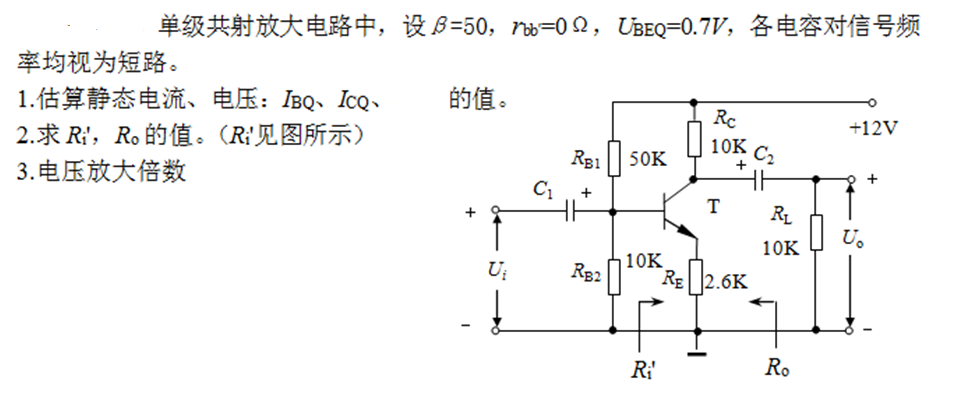 单级共射放大电路中，设β=50，rbb'=0Ω，UBEQ=0.7V，各电容对信号频
率均视为短路。
1.估算静态电流、电压：IBQ、ICQ、 的值。
2.求 Ri'，Ro 的值。（Ri'见图所示）
3.电压放大倍数
+12V
RC
10K
RB1
50K
C1
+
+
C2
+
+
T
RL
10K
Uo
Ui
RB2
10K
RE
2.6K
−
−
Ri'
Ro